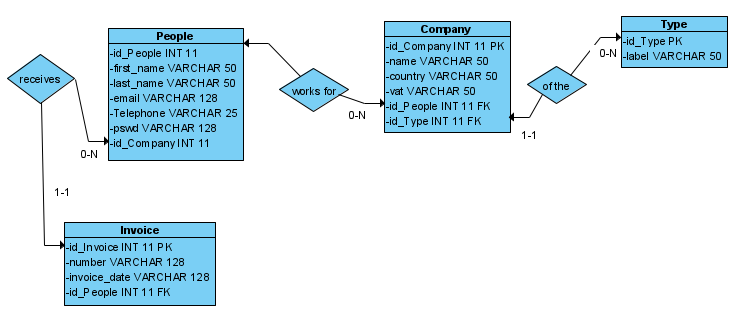 People
-id_People INT 11
-first_name VARCHAR 50
-last_name VARCHAR 50
-email VARCHAR 128
-Telephone VARCHAR 25
-pswd VARCHAR 128
-id_Company INT 11
Company
-id_Company INT 11 PK
-name VARCHAR 50
-country VARCHAR 50
-vat VARCHAR 50
-id_People INT 11 FK
-id_Type INT 11 FK
Type
-id_Type PK
-label VARCHAR 50
receives
works for
of the
0-N
0-N
0-N
1-1
1-1
Invoice
-id_Invoice INT 11 PK
-number VARCHAR 128
-invoice_date VARCHAR 128
-id_People INT 11 FK